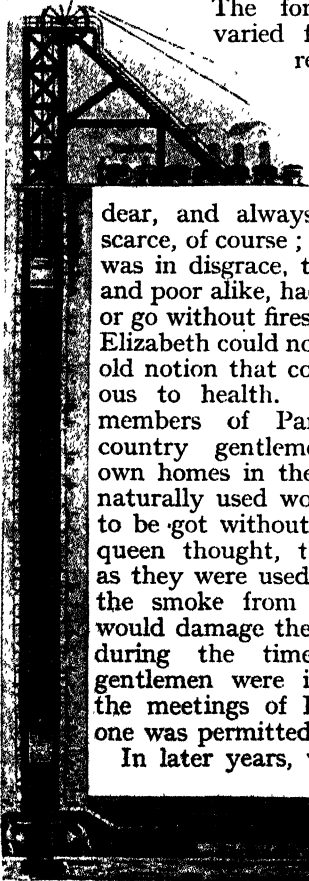 The for
varied f
re
dear, and always
scarce, of course ;
was in disgrace, t
and poor alike, ha
or go without fires
Elizabeth could no
old notion that co
ous to health.
members of Par
country gentleme
own homes in the
naturally used wo
to be got without
queen thought, t
as they were used
the smoke from
would damage the
during the time
gentlemen were i
the meetings of P
one was permitted
In later years, w